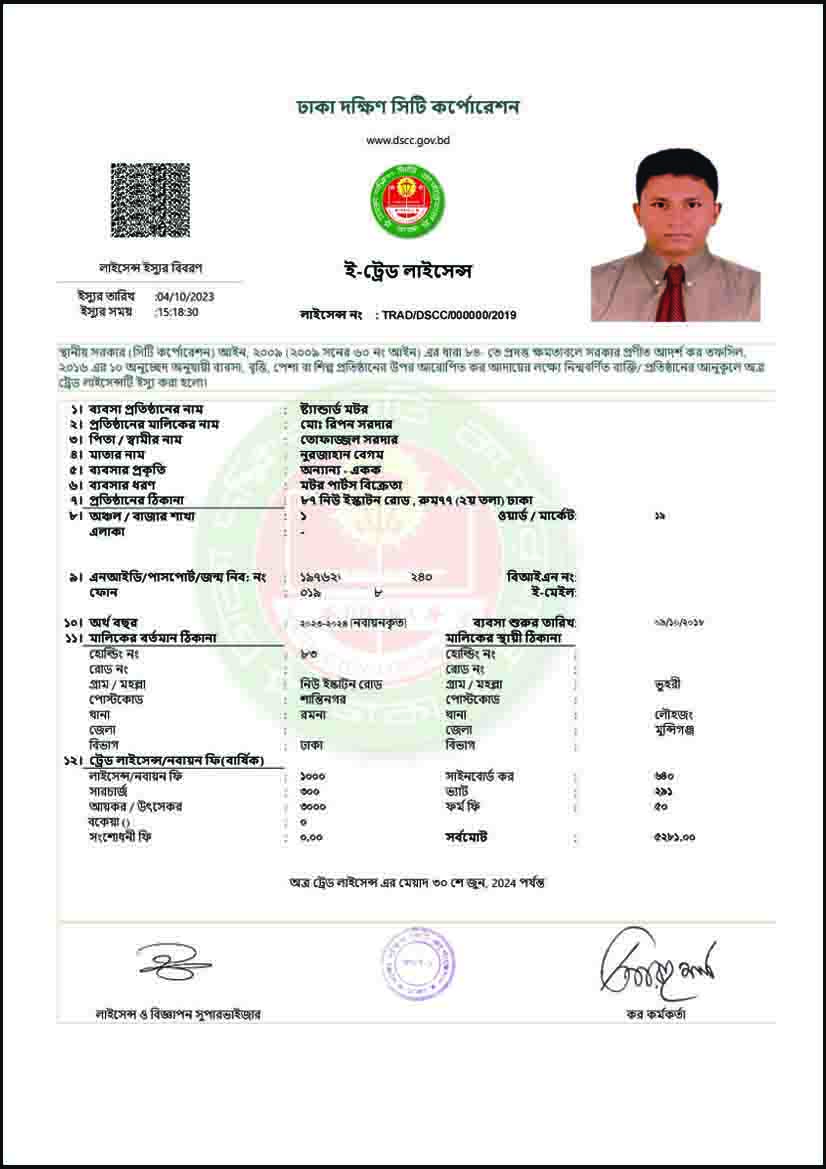 ঢাকা দক্ষিণ সিটি কর্পোরেশন
www.dscc.gov.bd
লাইসেন্স ইস্যুর বিবরণ
ই-ট্রেড লাইসেন্স
ইস্যুর তারিখ :04/10/2023
ইস্যুর সময় :15:18:30
লাইসেন্স নং : TRAD/DSCC/000000/2019
স্থানীয় সরকার (সিটি কর্পোরেশন) আইন, ২০০৯ (২০০৯ সনের ৬০ নং আইন) এর ধারা ৮৪- তে প্রদত্ত ক্ষমতাবলে সরকার প্রণীত আদর্শ কর তফসিল,
২০১৬ এর ১০ অনুচ্ছেদ অনুযায়ী ব্যবসা, বৃত্তি, পেশা বা শিল্প প্রতিষ্ঠানের উপর আরোপিত কর আদায়ের লক্ষ্যে নিম্নবর্ণিত ব্যক্তি/ প্রতিষ্ঠানের অনুকূলে অত্র
ট্রেড লাইসেন্সটি ইস্যু করা হলো।
১। ব্যবসা প্রতিষ্ঠানের নাম : ষ্ট্যান্ডার্ড মটর
২। প্রতিষ্ঠানের মালিকের নাম : মোঃ রিপন সরদার
৩। পিতা / স্বামীর নাম : তোফাজ্জল সরদার
৪। মাতার নাম : নুরজাহান বেগম
৫। ব্যবসার প্রকৃতি : অন্যান্য - একক
৬। ব্যবসার ধরণ : মটর পার্টস বিক্রেতা
৭। প্রতিষ্ঠানের ঠিকানা : ৮৭ নিউ ইস্কাটন রোড , রুম৭৭ (২য় তলা) ঢাকা
৮। অঞ্চল / বাজার শাখা : ১ ওয়ার্ড / মার্কেট: ১৯
এলাকা : -
৯। এনআইডি/পাসপোর্ট/জন্ম নিব: নং : ১৯৭৬২ ২৪০ বিআইএন নং:
ফোন : ০১৯ ৮ ই-মেইল:
১০। অর্থ বছর : ২০২৩-২০২৪ (নবায়নকৃত) ব্যবসা শুরুর তারিখ: ০৯/১০/২০১৮
১১। মালিকের বর্তমান ঠিকানা মালিকের স্থায়ী ঠিকানা
হোল্ডিং নং : ৮৩ হোল্ডিং নং :
রোড নং : রোড নং :
গ্রাম / মহল্লা : নিউ ইস্কাটন রোড গ্রাম / মহল্লা : ভুহরী
পোস্টকোড : শান্তিনগর পোস্টকোড :
থানা : রমনা থানা : লৌহজং
জেলা : জেলা : মুন্সিগঞ্জ
বিভাগ : ঢাকা বিভাগ :
১২। ট্রেড লাইসেন্স/নবায়ন ফি(বার্ষিক)
লাইসেন্স/নবায়ন ফি : ১০০০ সাইনবোর্ড কর : ৬৪০
সারচার্জ : ৩০০ ভ্যাট : ২৯১
আয়কর / উৎসেকর : ৩০০০ ফর্ম ফি : ৫০
বকেয়া () : ০
সংশোধনী ফি : ০.০০ সর্বমোট : ৫২৮১.০০
অত্র ট্রেড লাইসেন্স এর মেয়াদ ৩০ শে জুন, 2024 পর্যন্ত
লাইসেন্স ও বিজ্ঞাপন সুপারভাইজার
কর কর্মকর্তা